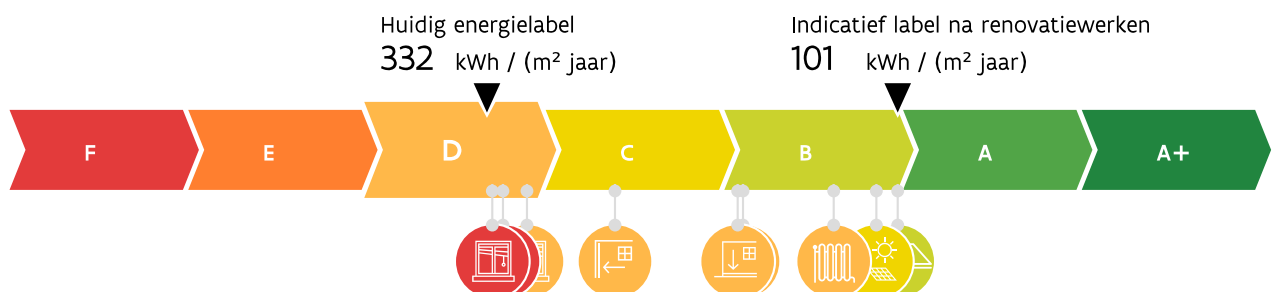 Huidig energielabel
332 kWh / (m² jaar)
Indicatief label na renovatiewerken
101 kWh / (m² jaar)
F E D C B A A+